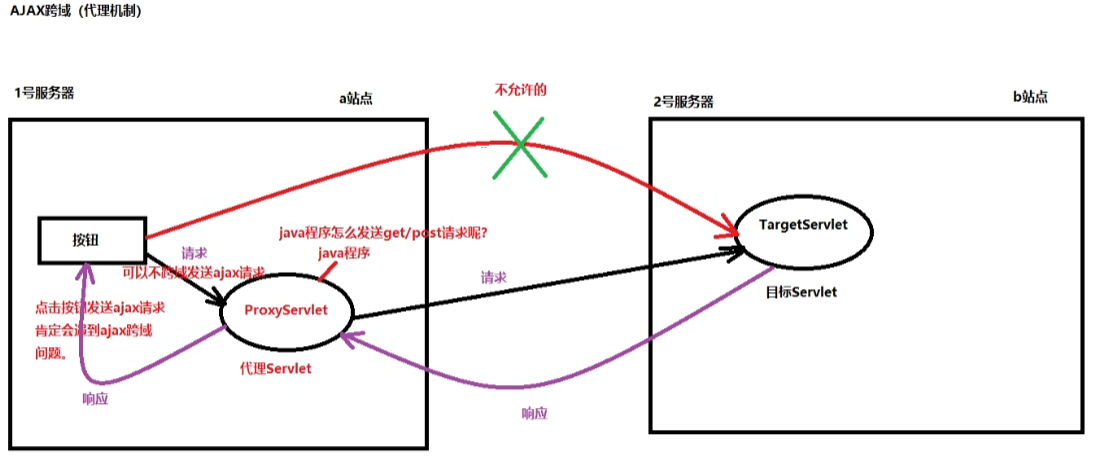 AJAX跨域（代理机制）
1号服务器
a站点
不允许的
2号服务器
b站点
按钮
请求
可以不跨域发送ajax请求
java程序怎么发送get/post请求呢?
java程序
请求
TargetServlet
目标Servlet
点击按钮发送ajax请求
肯定会遇到ajax跨域
问题。
ProxyServlet
代理Servlet
响应
响应